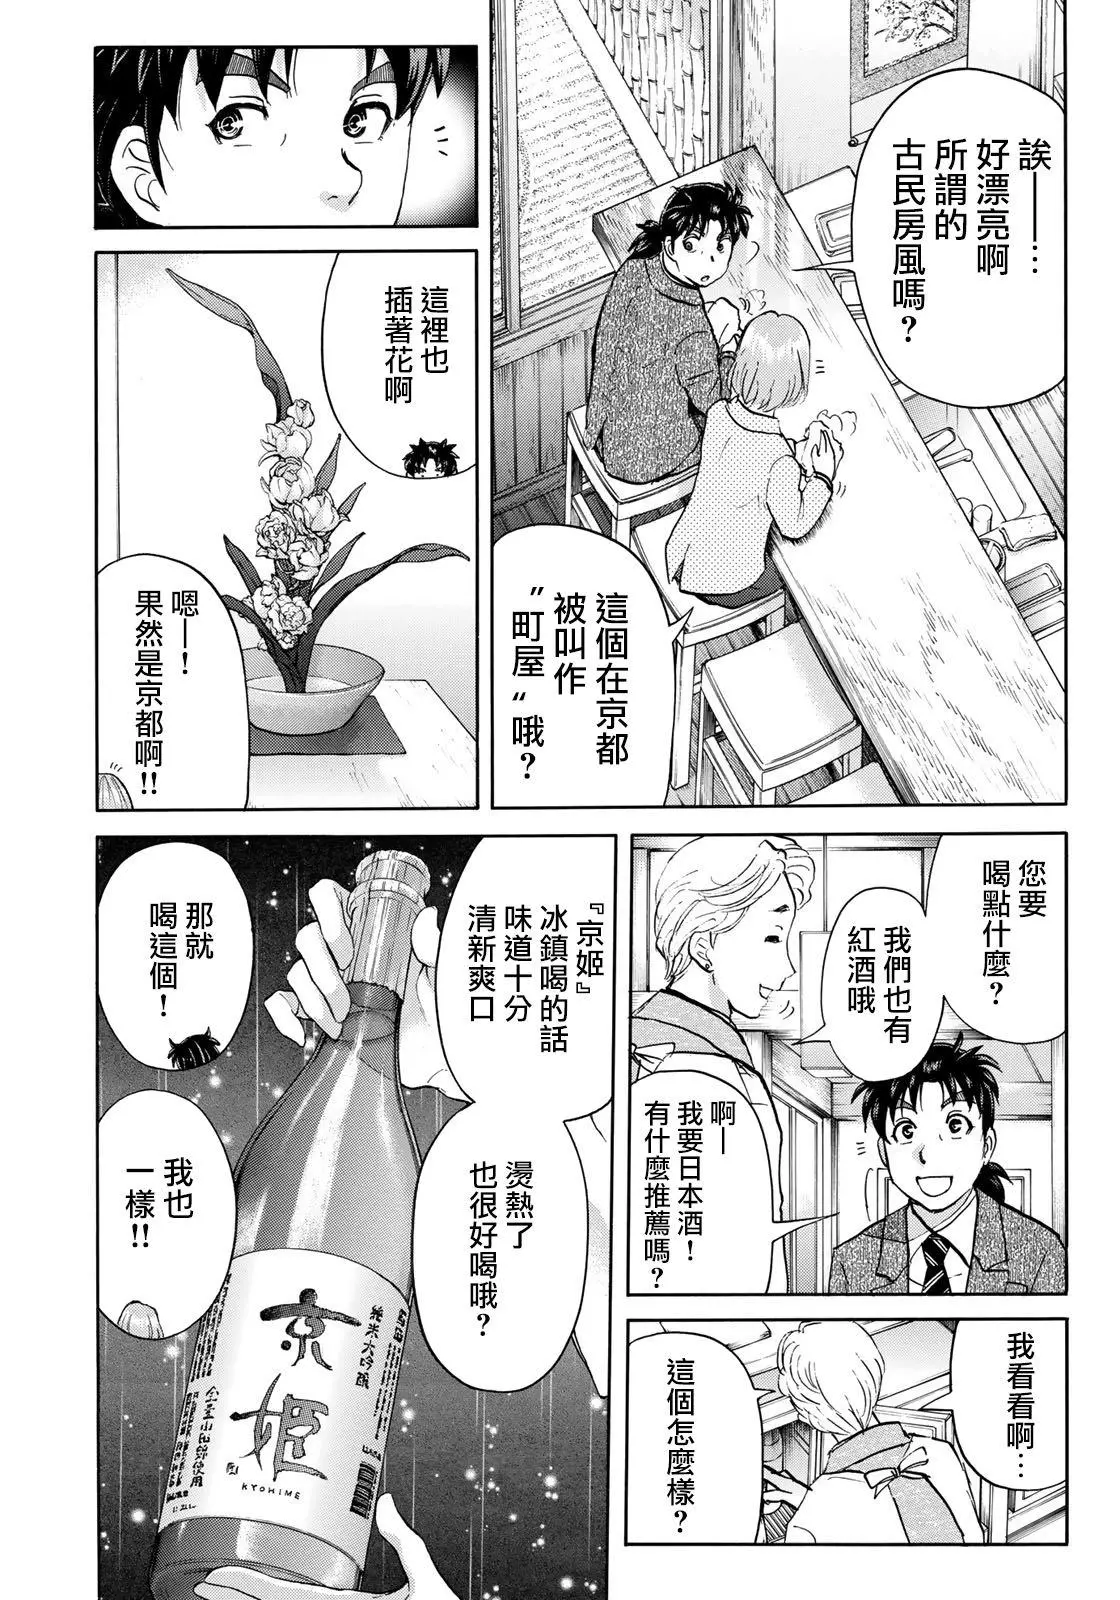 誒——…
好漂亮啊
所謂的
古民房風嗎？
這個在京都
被叫作
"町屋"哦？
這裡也
插著花啊
嗯—！
果然是京都啊!!
您要
喝點什麼？
我們也有
紅酒哦
啊—
我要日本酒！
有什麼推薦嗎？
我看看啊…
這個怎麼樣？
『京姬』
冰鎮喝的話
味道十分
清新爽口
燙熱了
也很好喝哦？
那就
喝這個！
我也
一樣!!
京姫
純米大吟醸
KYOHIME